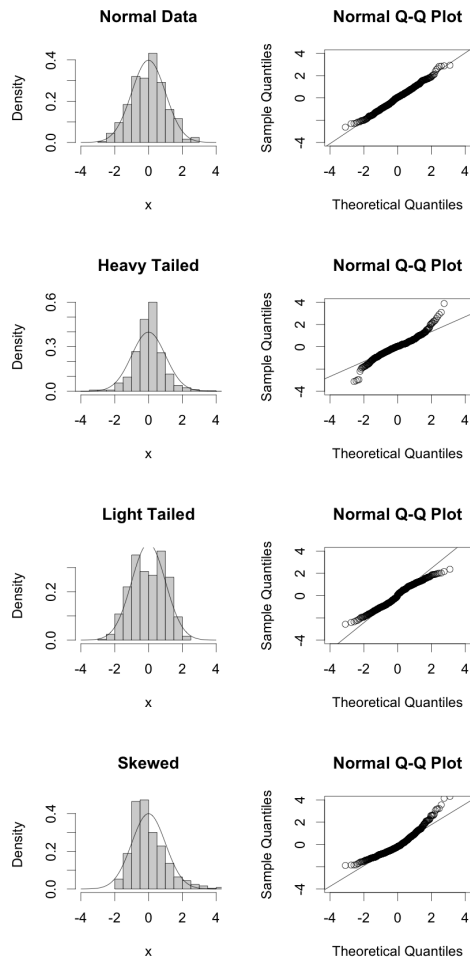 Normal Data
Normal Q-Q Plot
Density
0.0 0.2 0.4
-4 -2 0 2 4
x
Sample Quantiles
-4 0 2 4
-4 -2 0 2 4
Theoretical Quantiles
Heavy Tailed
Normal Q-Q Plot
Density
0.0 0.3 0.6
-4 -2 0 2 4
x
Sample Quantiles
-4 0 2 4
-4 -2 0 2 4
Theoretical Quantiles
Light Tailed
Normal Q-Q Plot
Density
0.0 0.2
-4 -2 0 2 4
x
Sample Quantiles
-4 0 2 4
-4 -2 0 2 4
Theoretical Quantiles
Skewed
Normal Q-Q Plot
Density
0.0 0.2 0.4
-4 -2 0 2 4
x
Sample Quantiles
-4 0 2 4
-4 -2 0 2 4
Theoretical Quantiles